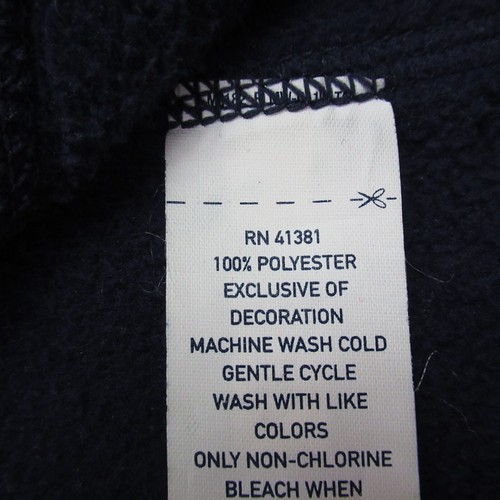 RN 41381
100% POLYESTER
EXCLUSIVE OF
DECORATION
MACHINE WASH COLD
GENTLE CYCLE
WASH WITH LIKE
COLORS
ONLY NON-CHLORINE
BLEACH WHEN